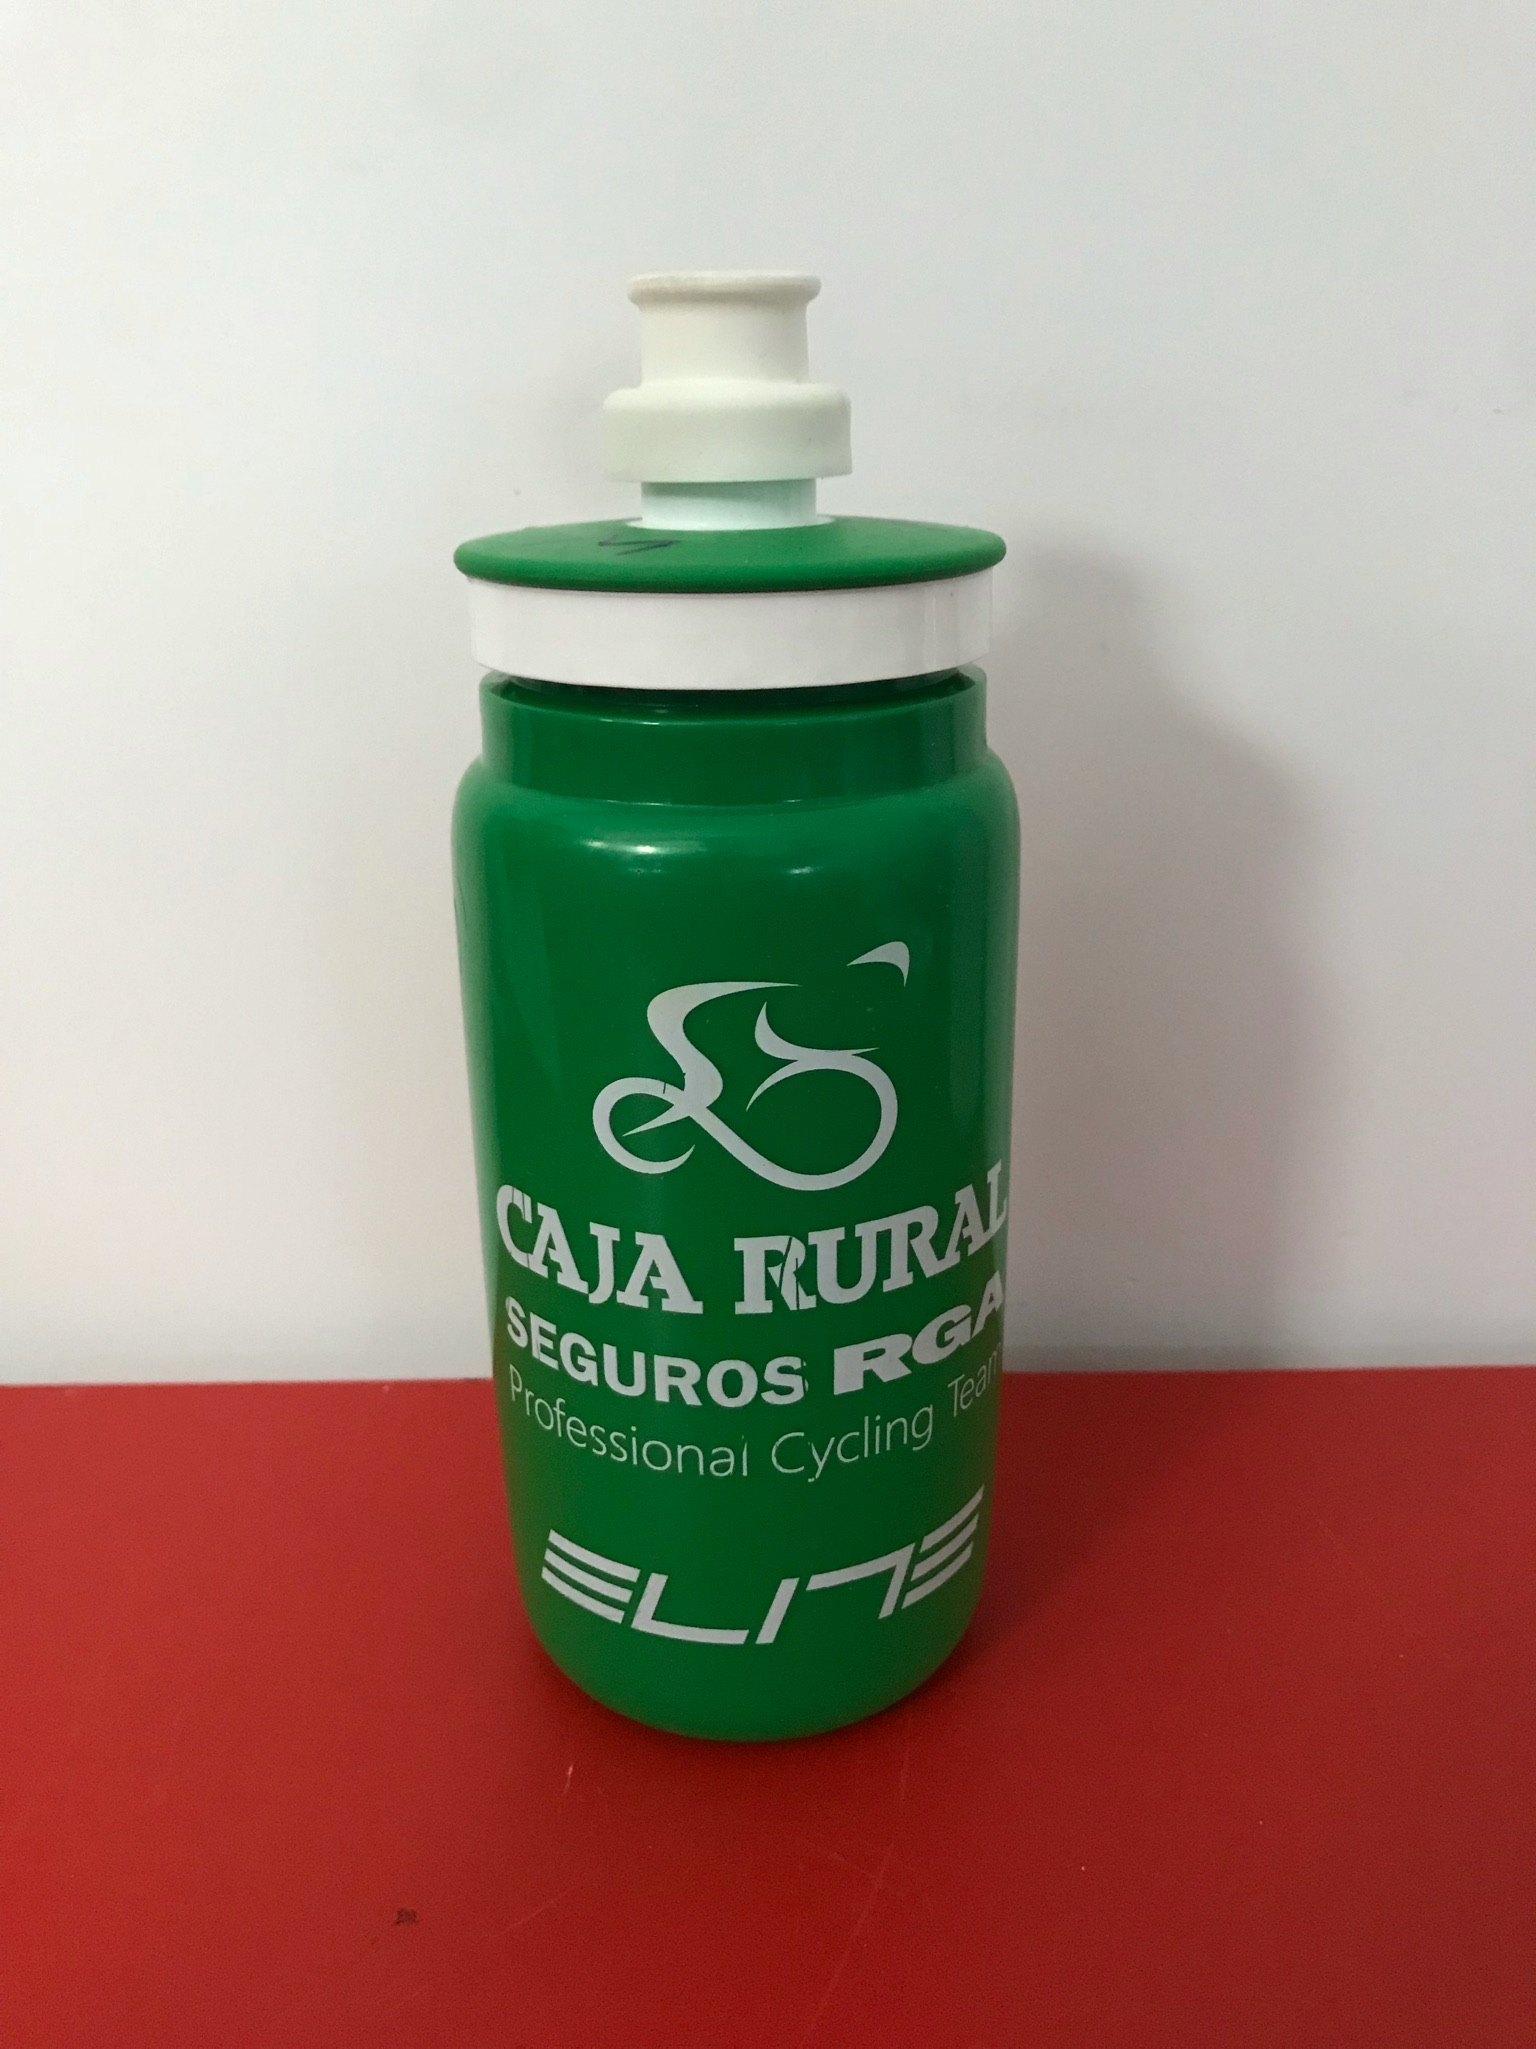 CAJA RURAL
SEGUROS RGA
Professional Cycling Team
ELITE